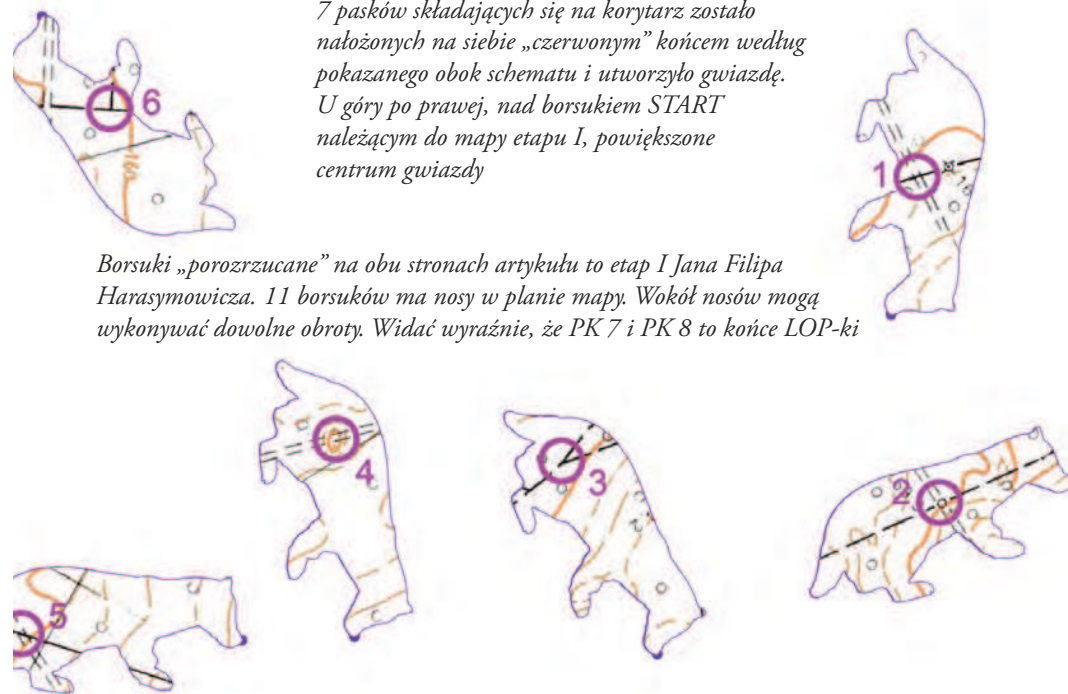 7 pasków składających się na korytarz zostało
nałożonych na siebie „czerwonym” końcem według
pokazanego obok schematu i utworzyło gwiazdę.
U góry po prawej, nad borsukiem START
należącym do mapy etapu I, powiększone
centrum gwiazdy
6
160
1
16
Borsuki „porozrzucane” na obu stronach artykułu to etap I Jana Filipa
Harasymowicza. 11 borsuków ma nosy w planie mapy. Wokół nosów mogą
wykonywać dowolne obroty. Widać wyraźnie, że PK 7 i PK 8 to końce LOP-ki
4
3
2
5